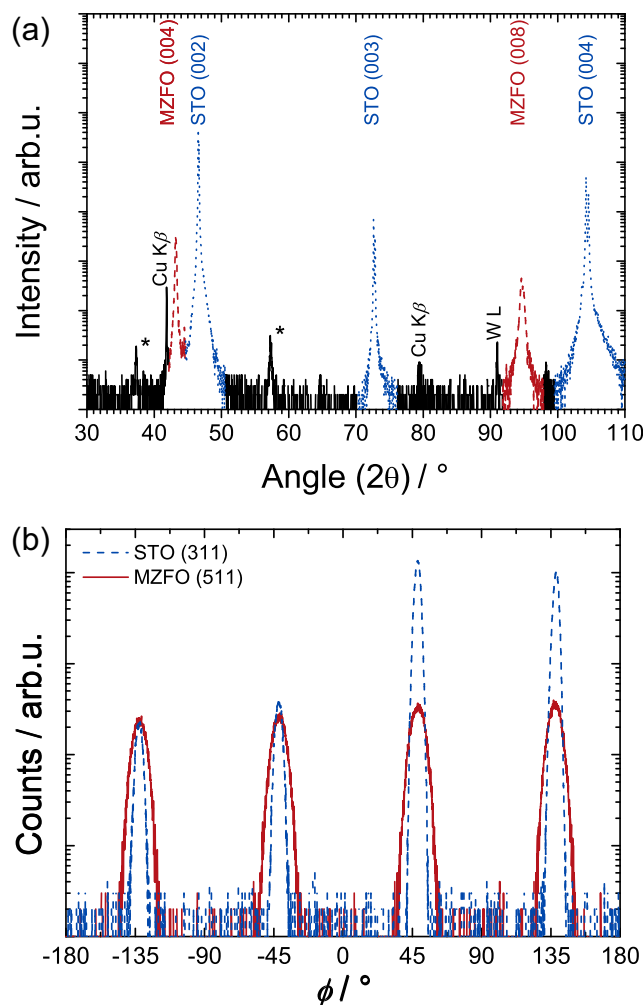 (a)
Intensity / arb.u.
MZFO (004)
STO (002)
STO (003)
MZFO (008)
STO (004)
*
Cu Kβ
*
Cu Kβ
W L
30 40 50 60 70 80 90 100 110
Angle (2θ) / °
(b)
STO (311)
MZFO (511)
Counts / arb.u.
-180 -135 -90 -45 0 45 90 135 180
ϕ / °